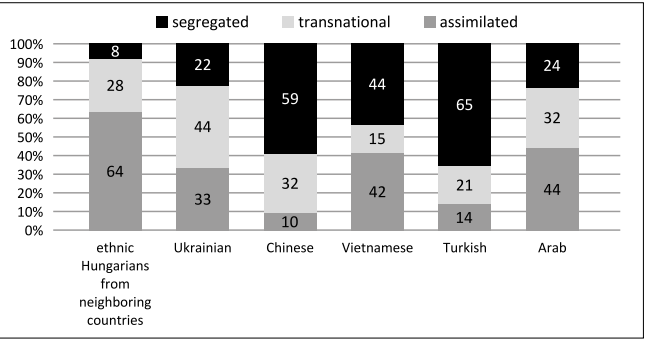 segregated transnational assimilated
100%
90%
80%
70%
60%
50%
40%
30%
20%
10%
0%
8
28
64
22
44
33
59
32
10
44
15
42
65
21
14
24
32
44
ethnic
Hungarians
from
neighboring
countries
Ukrainian
Chinese
Vietnamese
Turkish
Arab